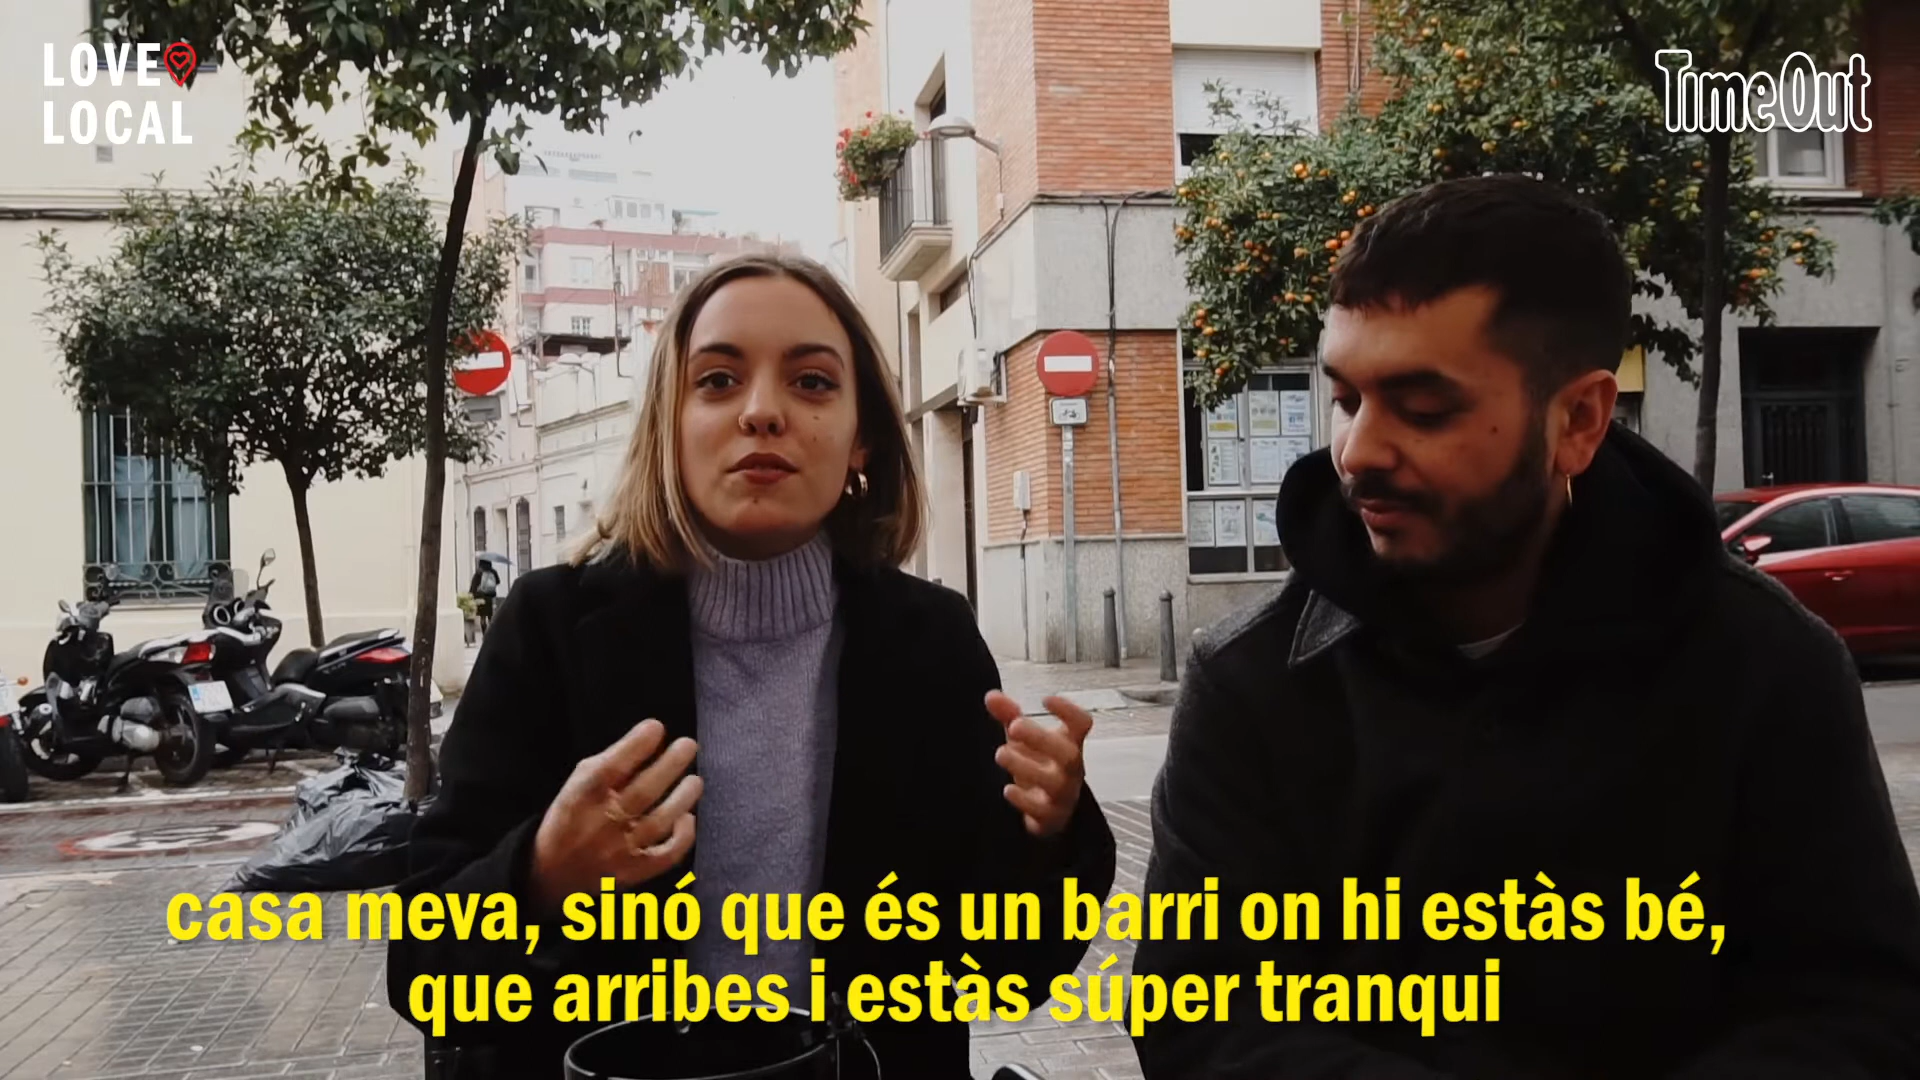 LOVE
LOCAL
TimeOut
casa meva, sinó que és un barri on hi estàs bé,
que arribes i estàs súper tranqui